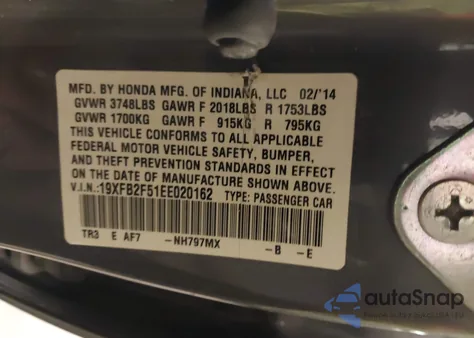 MFD. BY HONDA MFG. OF INDIANA, LLC 02/'14
GVWR 3748LBS GAWR F 2018LBS R 1753LBS
GVWR 1700KG GAWR F 915KG R 795KG
THIS VEHICLE CONFORMS TO ALL APPLICABLE
FEDERAL MOTOR VEHICLE SAFETY, BUMPER,
AND THEFT PREVENTION STANDARDS IN EFFECT
ON THE DATE OF MANUFACTURE SHOWN ABOVE.
V.I.N.:19XFB2F51EE020162 TYPE: PASSENGER CAR
TR3 E AF7 -NH797MX -B -E
autoSnap